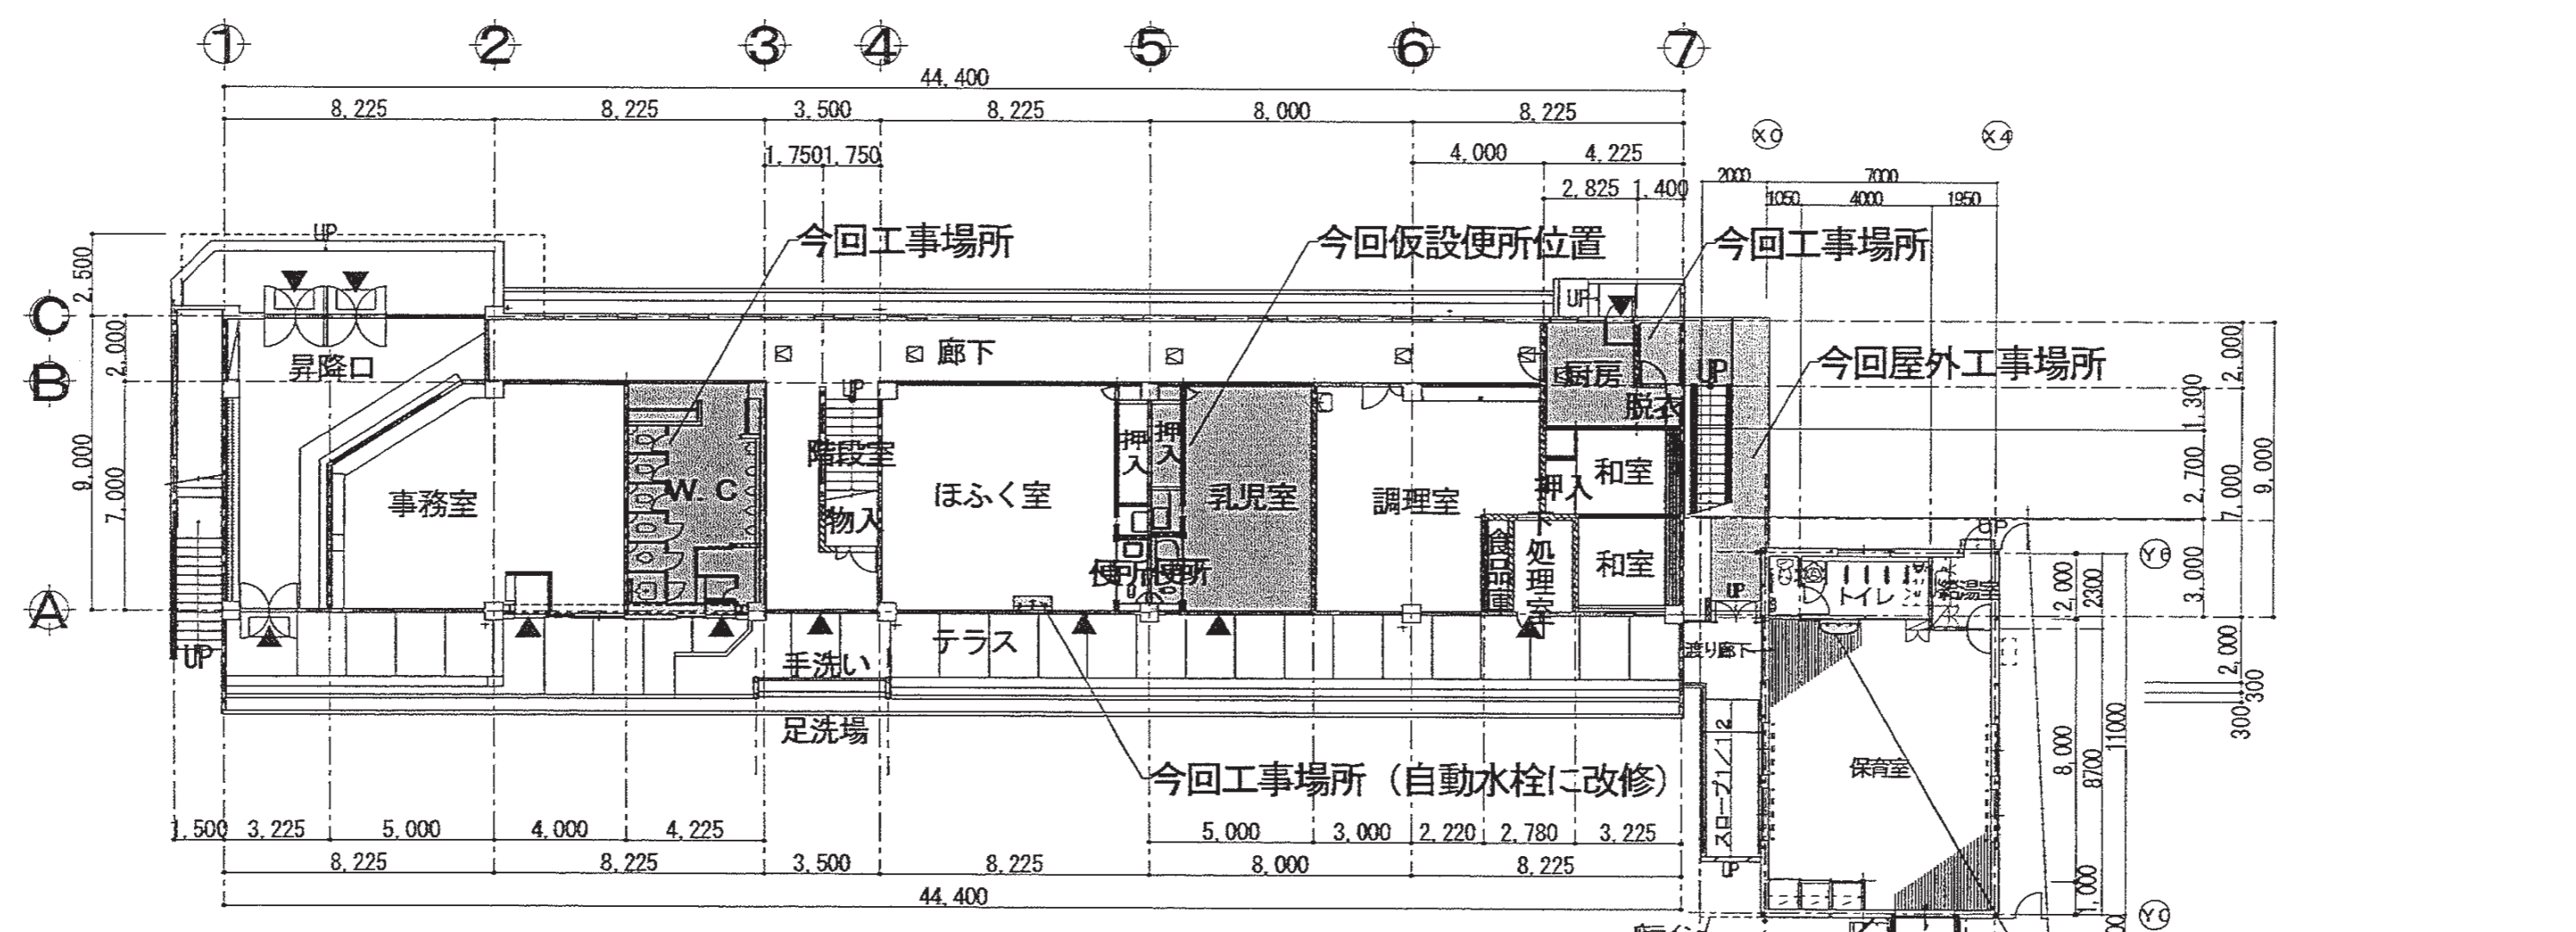 1 2 3 4 5 6 7
44,400
8,225 8,225 3,500 8,225 8,000 8,225
X0 X4
1,750 1,750 4,000 4,225
2000 7000
2,825 1,400
1050 4000 1950
今回工事場所 今回仮設便所位置 今回工事場所
UP
2,500
UP
C
2,000
昇降口 廊下
厨房
UP
今回屋外工事場所
2,000
B
UP
脱衣
1,300
9,000
7,000
事務室
W.C
階段室
物入
ほふく室
押入
押入
乳児室
調理室
押入
和室
2,700
7,000
9,000
食品庫
下処理室
和室
便所 便所
UP
Y6
トイレ
UP
2,000
2300
3,000
A
UP
手洗い
テラス
渡り廊下
2,000
300
300
足洗場
今回工事場所（自動水栓に改修）
スロープ1/12
保育室
8,000
8700
11000
1,500 3,225 5,000 4,000 4,225 5,000 3,000 2,220 2,780 3,225
8,225 8,225 3,500 8,225 8,000 8,225
UP
1,000
44,400
Y0